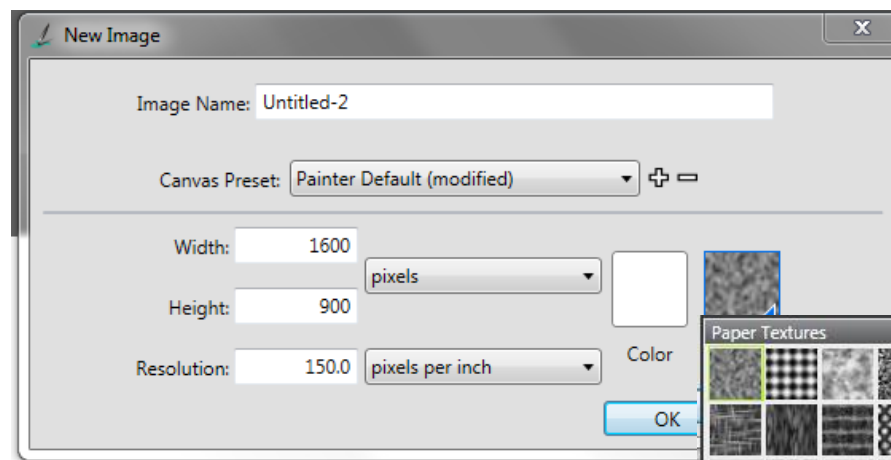 New Image
Image Name: Untitled-2
Canvas Preset: Painter Default (modified)
Width: 1600
pixels
Height: 900
Resolution: 150.0 pixels per inch
Color
Paper Textures
OK